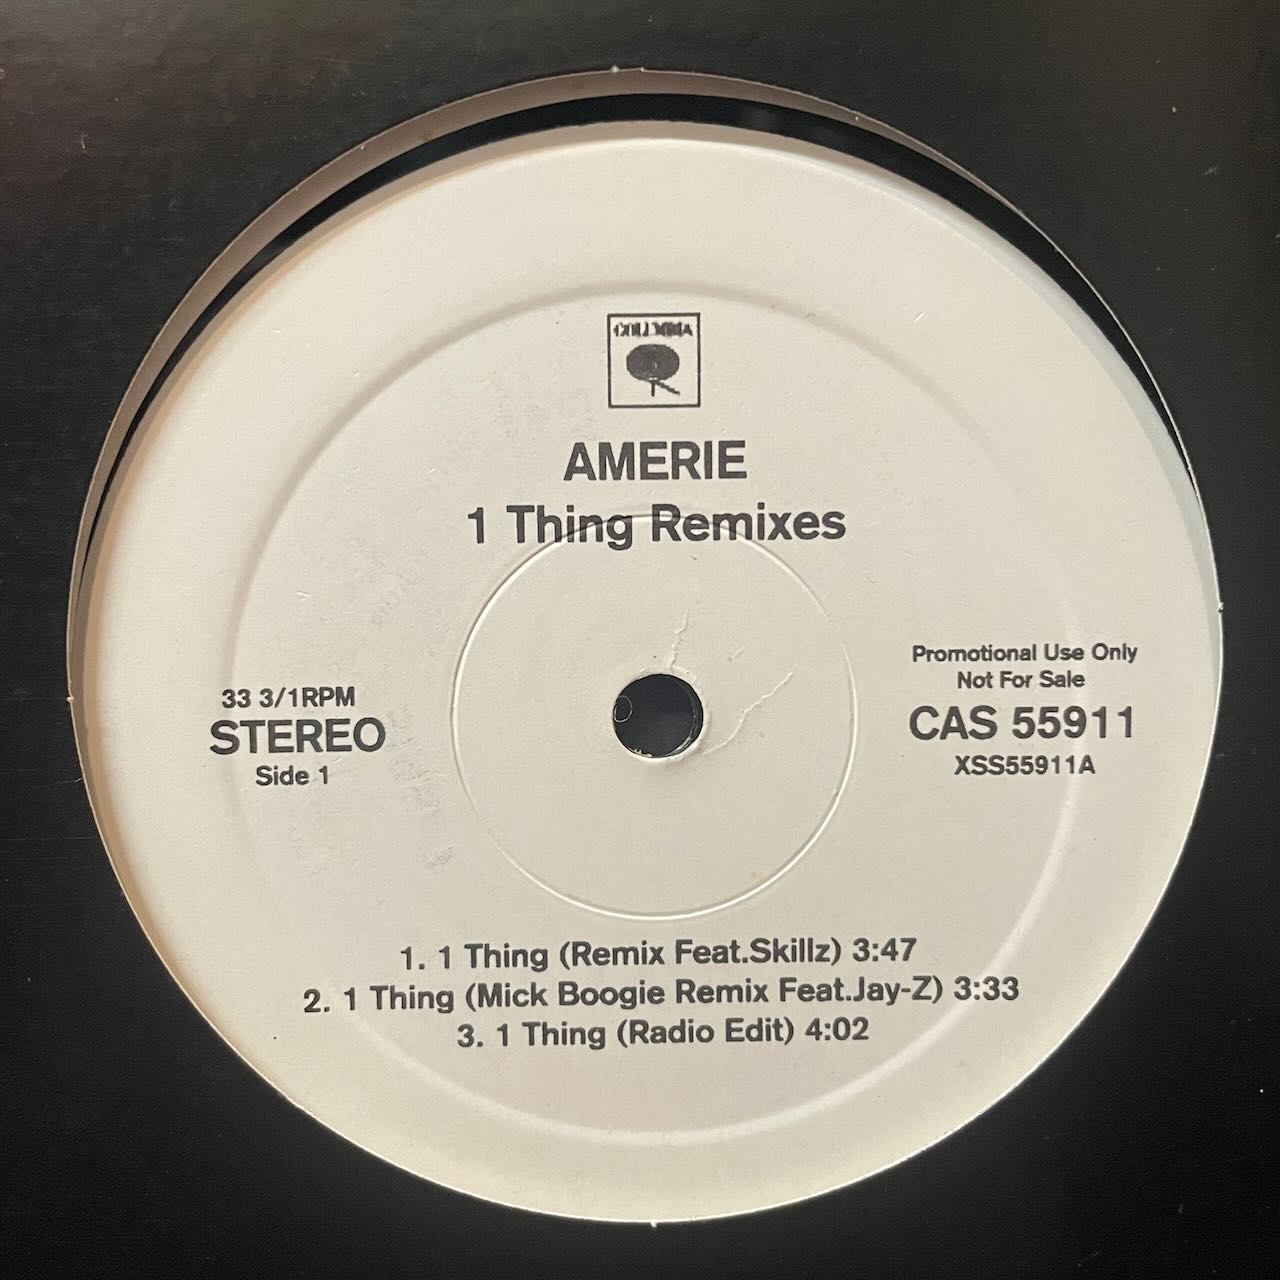 COLUMBIA
AMERIE
1 Thing Remixes
33 3/1RPM
STEREO
Side 1
Promotional Use Only
Not For Sale
CAS 55911
XSS55911A
1. 1 Thing (Remix Feat.Skillz) 3:47
2. 1 Thing (Mick Boogie Remix Feat.Jay-Z) 3:33
3. 1 Thing (Radio Edit) 4:02